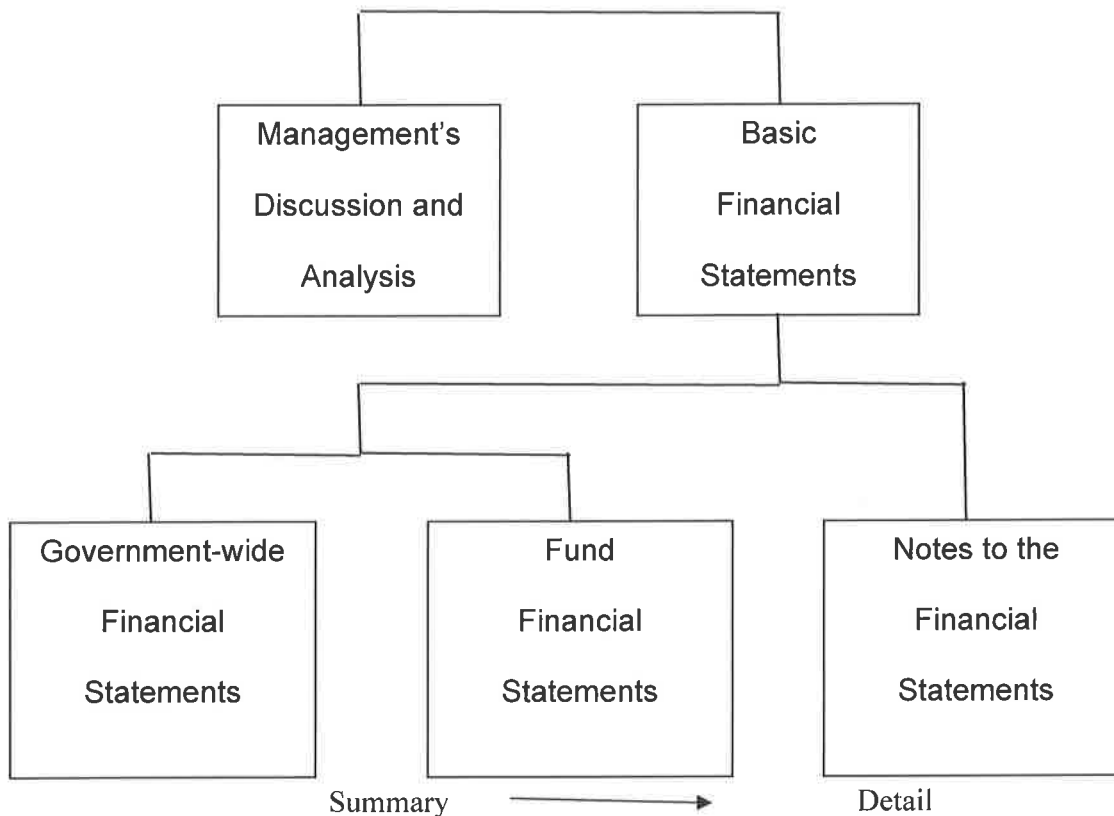 Management's
Discussion and
Analysis
Basic
Financial
Statements
Government-wide
Financial
Statements
Fund
Financial
Statements
Notes to the
Financial
Statements
Summary
Detail